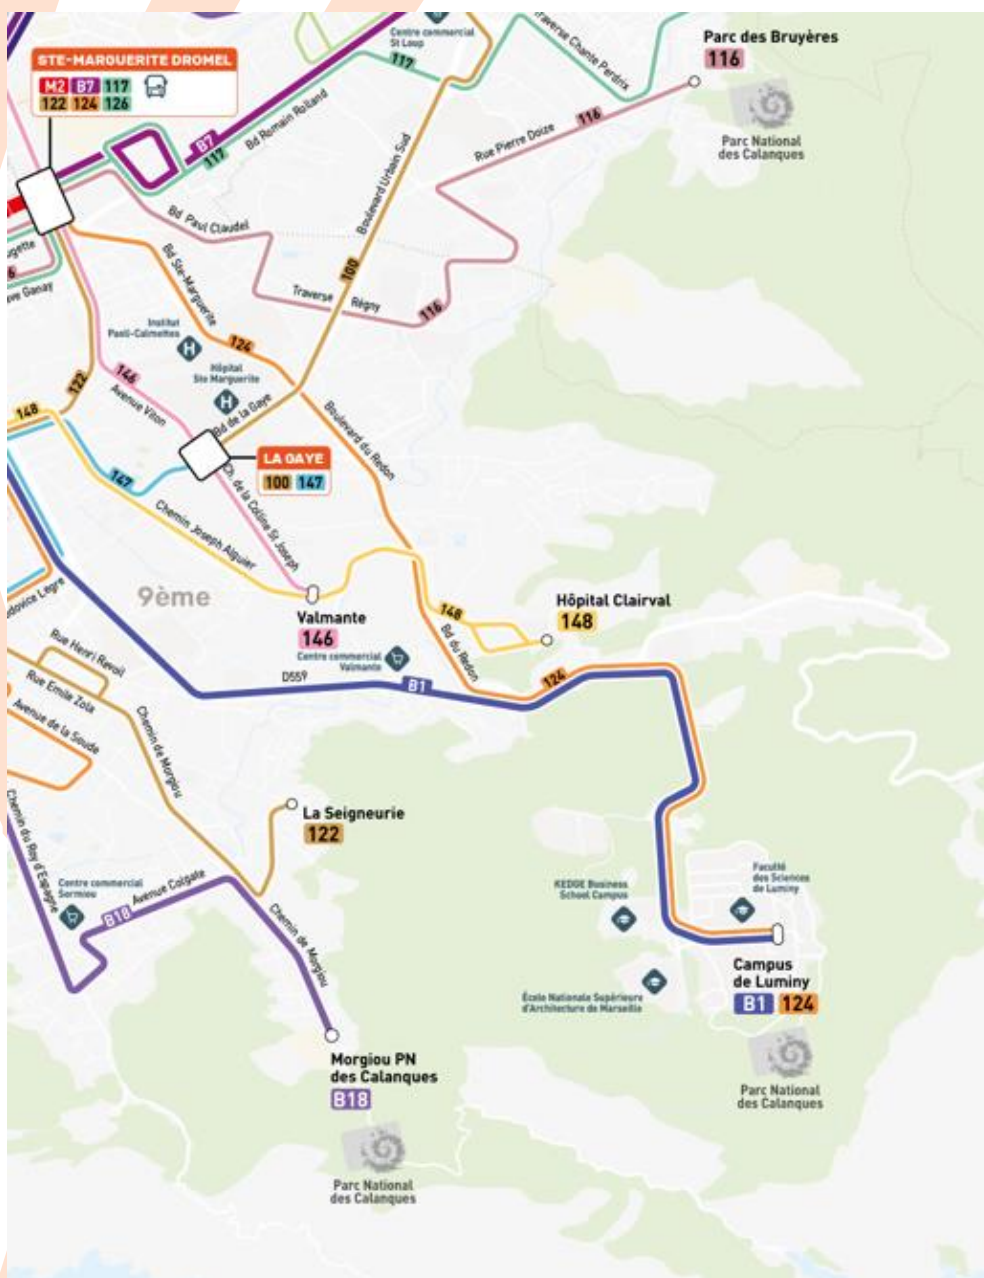 Centre commercial
St Loup
117
Traverse Chante Perdrix
Parc des Bruyères
116
STE-MARGUERITE DROMEL
M2 B7 117
122 124 126
Parc National
des Calanques
B7
117
Bd Romain Rolland
116
Rue Pierre Doize
Boulevard Urbain Sud
Bd Paul Claudel
Bd Ste-Marguerite
100
Traverse Régny
116
Ganay
Institut
Paoli-Calmettes
124
Hôpital
Ste Marguerite
122
146
Avenue Viton
148
Bd de la Gaye
Boulevard du Redon
LA GAYE
100 147
147
Ch. de la Colline St Joseph
Chemin Joseph Aiguier
9ème
Valmante
146
Centre commercial
Valmante
148
Hôpital Clairval
148
Bd du Redon
Rue Henri Revoil
Rue Emile Zola
D559
B1
124
Avenue de la Soude
Chemin de Morgiou
La Seigneurie
122
Chemin du Roy d'Espagne
Centre commercial
Sormiou
B18
Avenue Colgate
Chemin de Morgiou
KEDGE Business
School Campus
Faculté
des Sciences
de Luminy
École Nationale Supérieure
d'Architecture de Marseille
Campus
de Luminy
B1 124
Parc National
des Calanques
Morgiou PN
des Calanques
B18
Parc National
des Calanques